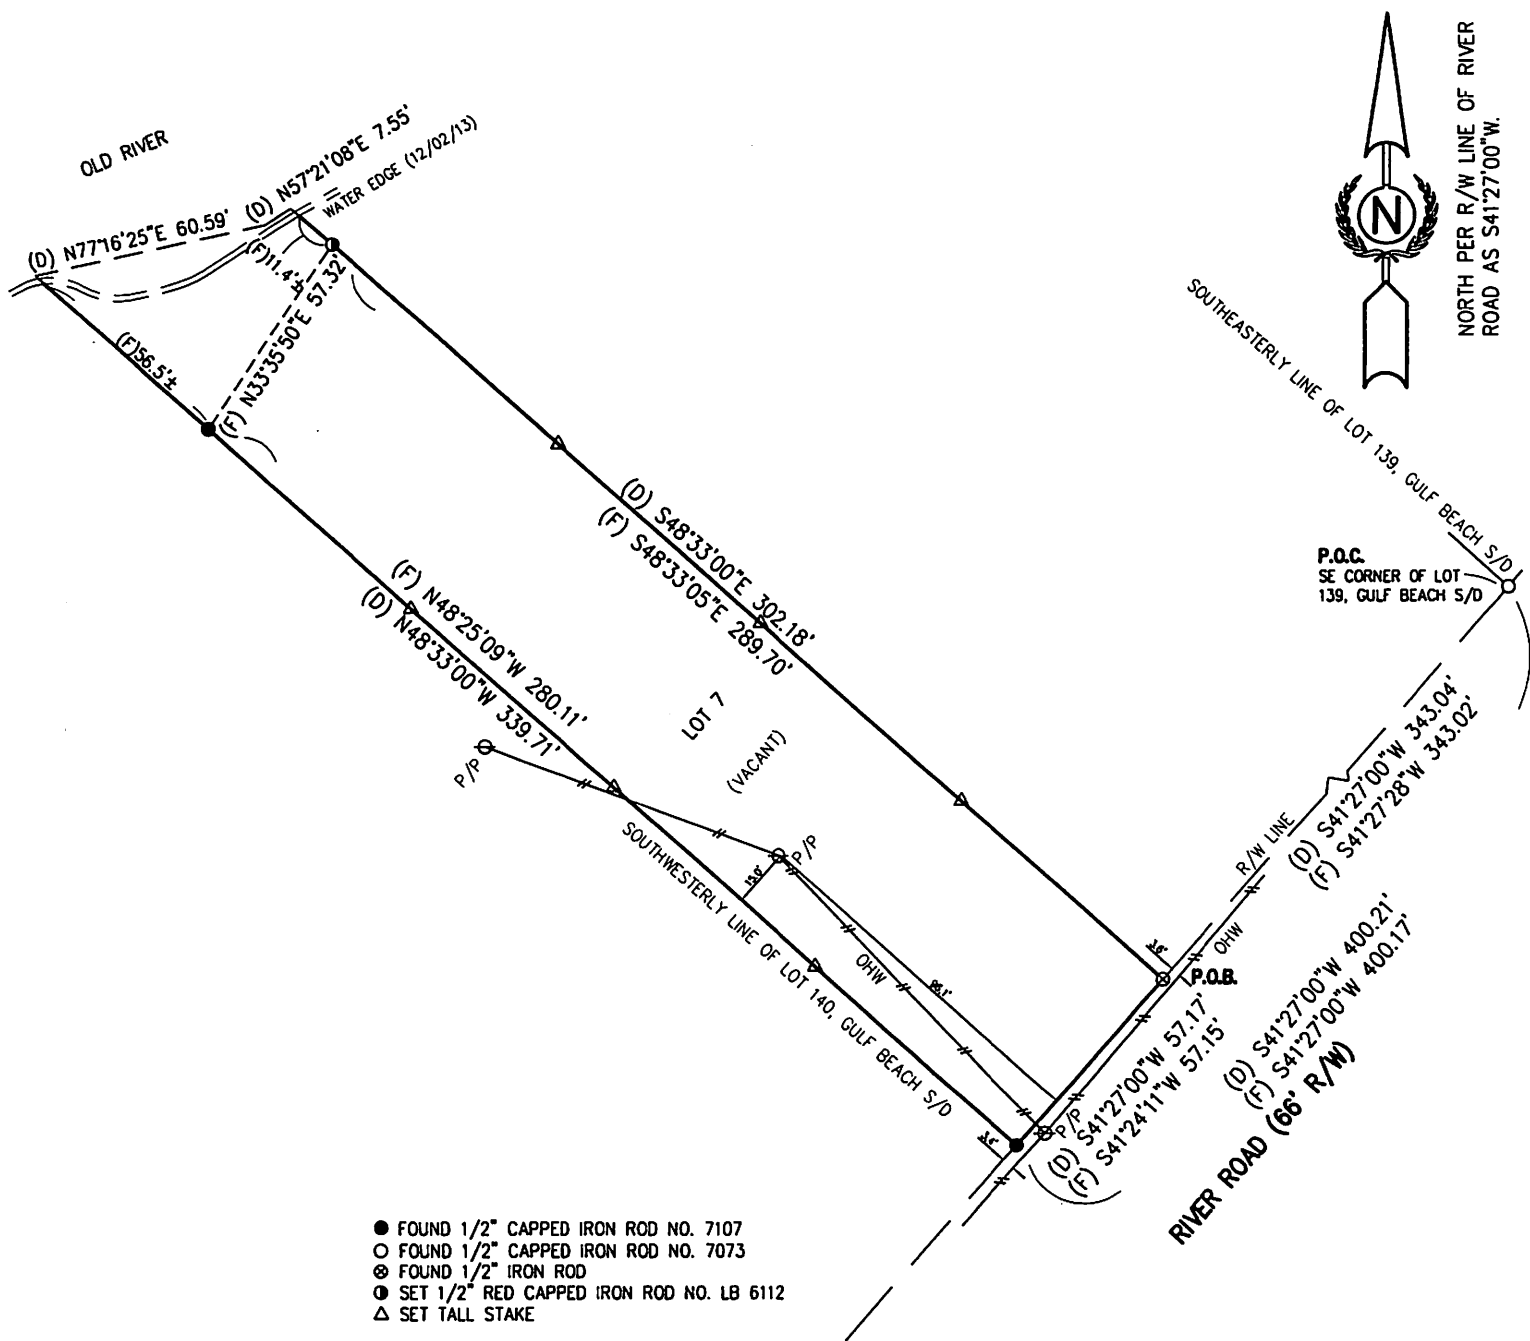 OLD RIVER
(D) N77°16'25"E 60.59'
(D) N57°21'08"E 7.55'
WATER EDGE (12/02/13)
(F)11.4'±
(F) N33°35'50"E 57.32'
(F)56.5'±
N
NORTH PER R/W LINE OF RIVER
ROAD AS S41°27'00"W.
SOUTHEASTERLY LINE OF LOT 139, GULF BEACH S/D
P.O.C.
SE CORNER OF LOT
139, GULF BEACH S/D
(D) S48°33'00"E 302.18'
(F) S48°33'05"E 289.70'
(F) N48°25'09"W 280.11'
(D) N48°33'00"W 339.71'
LOT 7
(VACANT)
P/P
P/P
15.0'
SOUTHWESTERLY LINE OF LOT 140, GULF BEACH S/D
OHW
86.1'
R/W LINE
(D) S41°27'00"W 343.04'
(F) S41°27'28"W 343.02'
3.6'
OHW
P.O.B.
(D) S41°27'00"W 400.21'
(F) S41°27'00"W 400.17'
P/P
(D) S41°27'00"W 57.17'
(F) S41°24'11"W 57.15'
RIVER ROAD (66' R/W)
FOUND 1/2" CAPPED IRON ROD NO. 7107
FOUND 1/2" CAPPED IRON ROD NO. 7073
FOUND 1/2" IRON ROD
SET 1/2" RED CAPPED IRON ROD NO. LB 6112
SET TALL STAKE